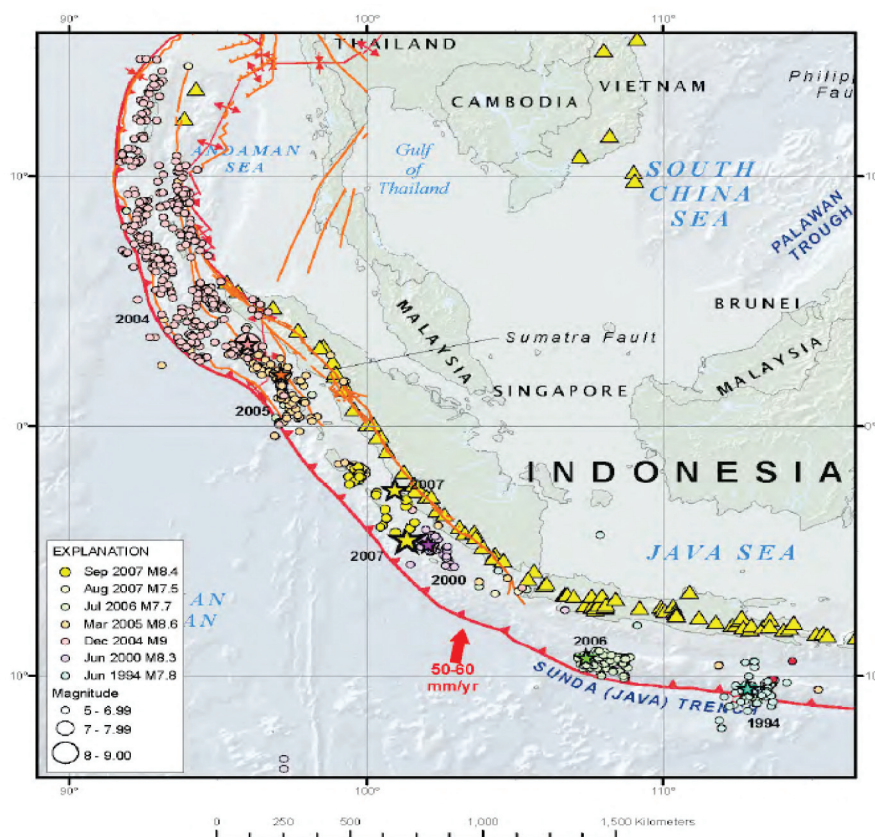 90°
100°
110°
THAILAND
VIETNAM
CAMBODIA
Philip
Fau
ANDAMAN
SEA
Gulf
of
Thailand
10°
10°
SOUTH
CHINA
SEA
PALAWAN
TROUGH
BRUNEI
2004
MALAYSIA
Sumatra Fault
MALAYSIA
SINGAPORE
2005
0°
0°
INDONESIA
2007
2007
2000
JAVA SEA
EXPLANATION
Sep 2007 M8.4
Aug 2007 M7.5
Jul 2006 M7.7
Mar 2005 M8.6
Dec 2004 M9
Jun 2000 M8.3
Jun 1994 M7.8
Magnitude
5 - 6.99
7 - 7.99
8 - 9.00
AN
AN
50-60
mm/yr
2006
SUNDA (JAVA) TRENCH
1994
10°
10°
90°
100°
110°
0 250 500 1,000 1,500 Kilometers